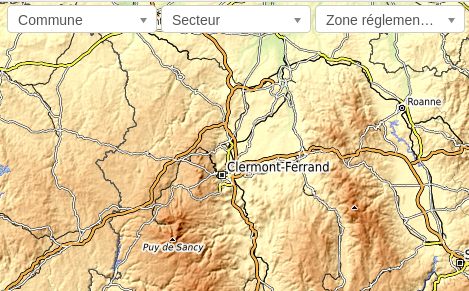 Commune
Secteur
Zone réglemen…
Roanne
Clermont-Ferrand
Puy de Sancy